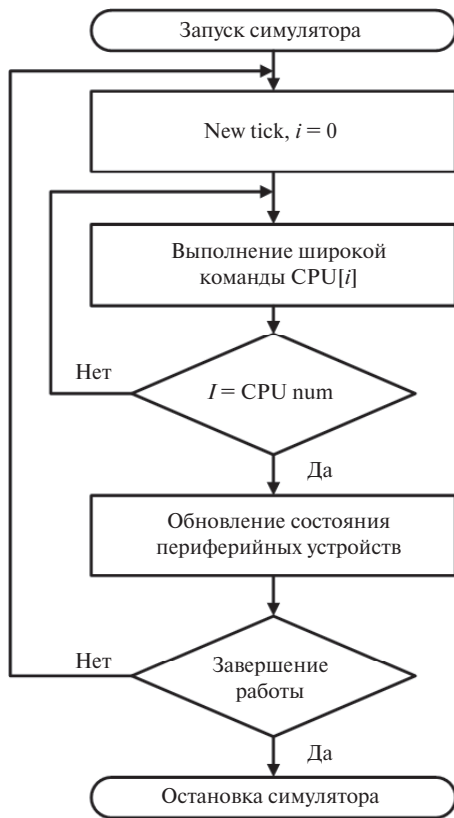 Запуск симулятора
New tick, i = 0
Выполнение широкой
команды CPU[i]
Нет
I = CPU num
Да
Обновление состояния
периферийных устройств
Нет
Завершение
работы
Да
Остановка симулятора